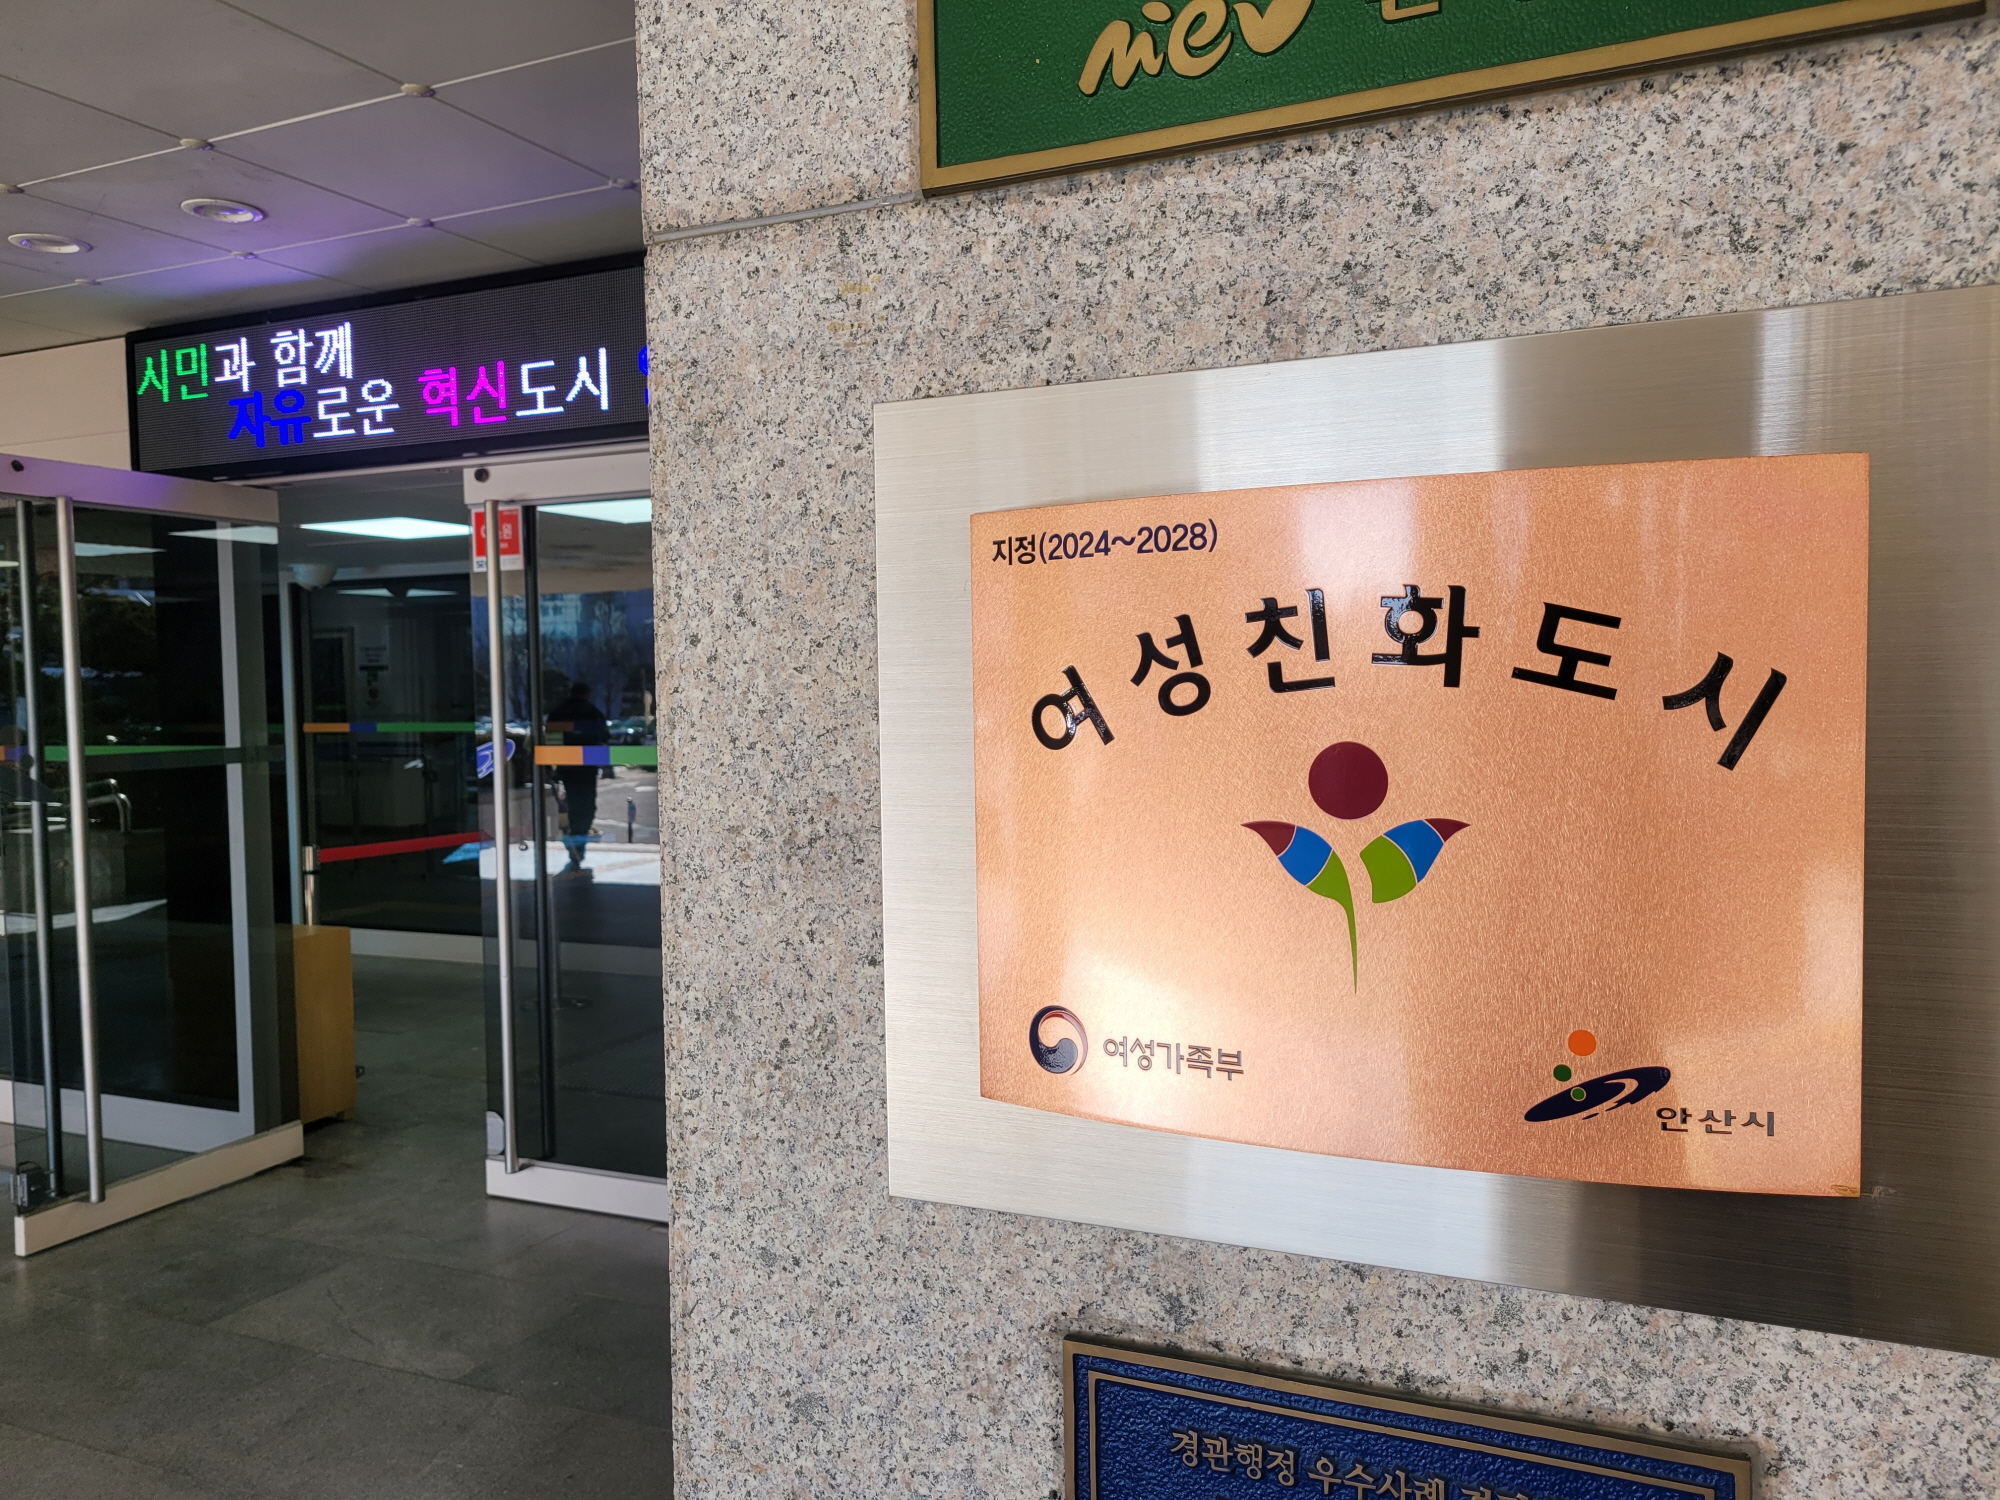 시민과 함께
자유로운 혁신도시
지정(2024~2028)
여성친화도시
여성가족부
안산시
경관행정 우수사례